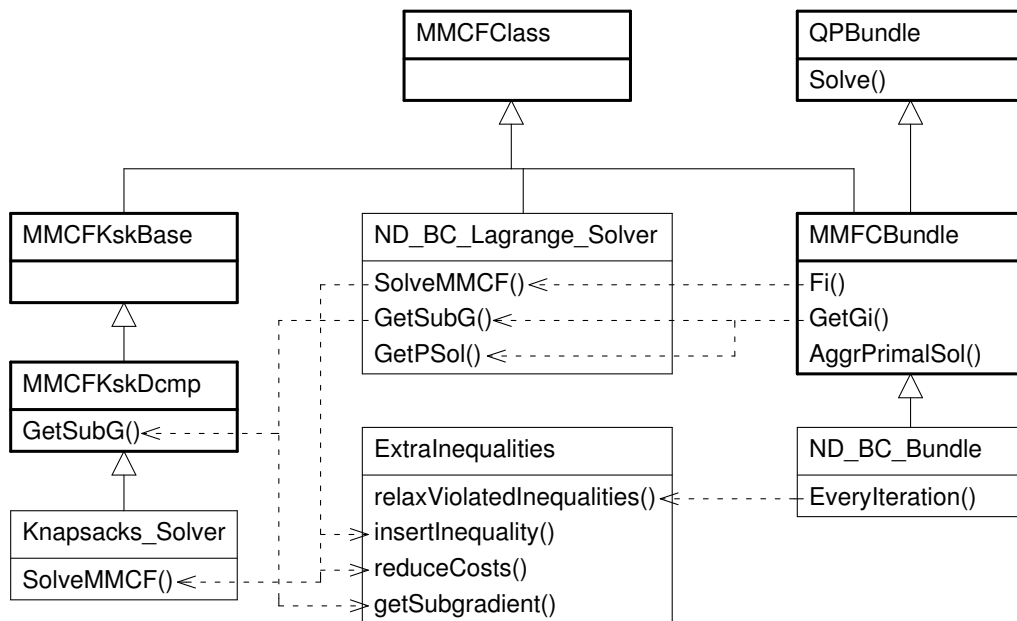 MMCFClass
QPBundle
Solve()
MMCFKskBase
ND_BC_Lagrange_Solver
SolveMMCF()
GetSubG()
GetPSol()
MMFCBundle
Fi()
GetGi()
AggrPrimalSol()
MMCFKskDcmp
GetSubG()
ExtraInequalities
relaxViolatedInequalities()
insertInequality()
reduceCosts()
getSubgradient()
ND_BC_Bundle
EveryIteration()
Knapsacks_Solver
SolveMMCF()